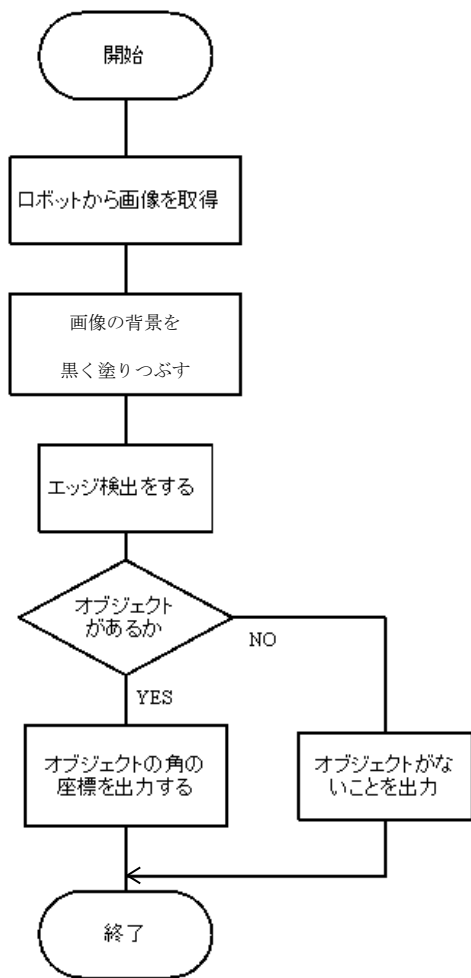 開始
ロボットから画像を取得
画像の背景を
黒く塗りつぶす
エッジ検出をする
オブジェクト
があるか
NO
YES
オブジェクトの角の
座標を出力する
オブジェクトがな
いことを出力
終了